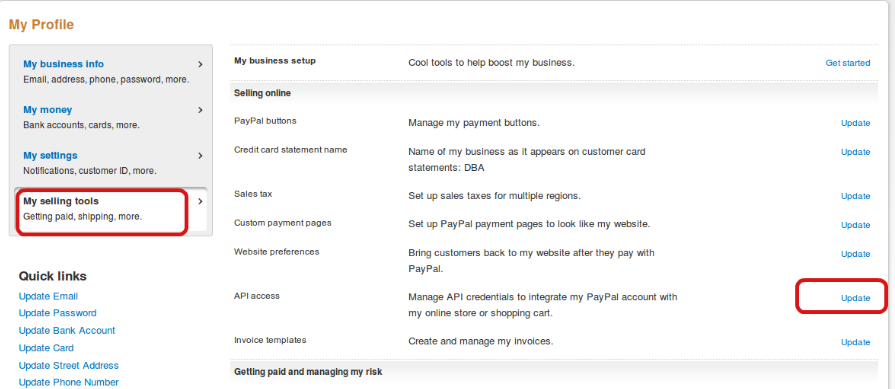 My Profile
My business info
Email, address, phone, password, more.
My money
Bank accounts, cards, more.
My settings
Notifications, customer ID, more.
My selling tools
Getting paid, shipping, more.
Quick links
Update Email
Update Password
Update Bank Account
Update Card
Update Street Address
Update Phone Number
My business setup Cool tools to help boost my business. Get started
Selling online
PayPal buttons Manage my payment buttons. Update
Credit card statement name Name of my business as it appears on customer card Update
statements: DBA
Sales tax Set up sales taxes for multiple regions. Update
Custom payment pages Set up PayPal payment pages to look like my website. Update
Website preferences Bring customers back to my website after they pay with Update
PayPal.
API access Manage API credentials to integrate my PayPal account with Update
my online store or shopping cart.
Invoice templates Create and manage my invoices. Update
Getting paid and managing my risk